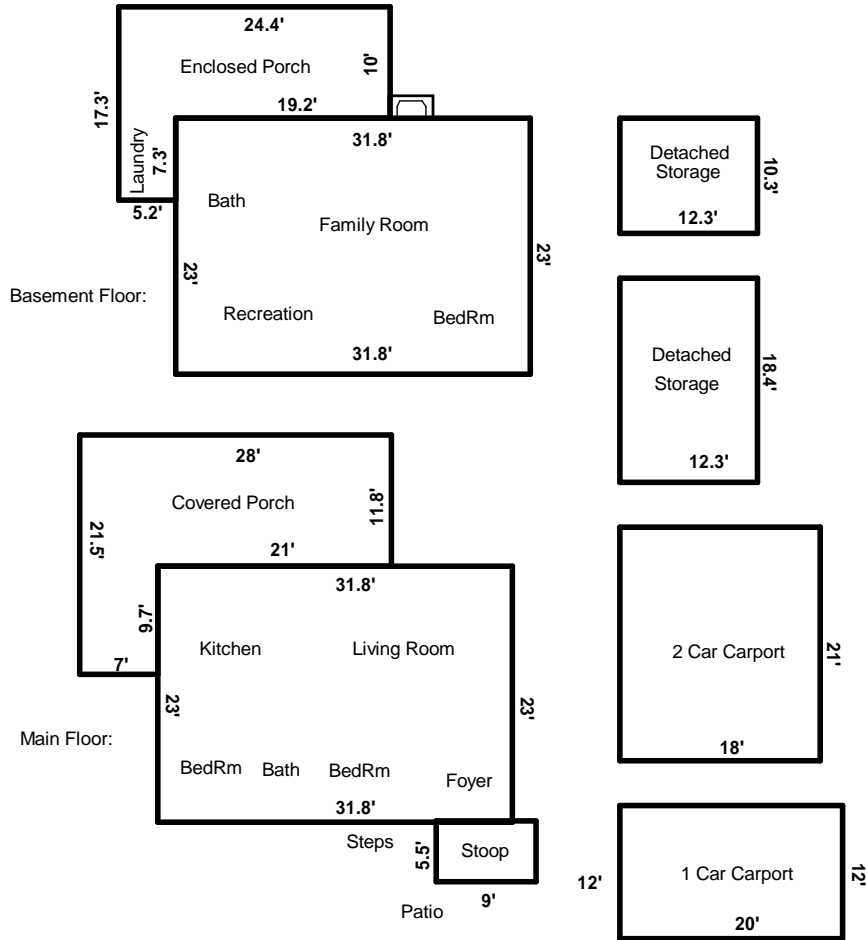 24.4'
Enclosed Porch
10'
17.3'
19.2'
Laundry
7.3'
5.2'
31.8'
Bath
Family Room
23'
23'
Basement Floor:
Recreation
BedRm
31.8'
Detached
Storage
10.3'
12.3'
Detached
Storage
18.4'
12.3'
28'
Covered Porch
11.8'
21.5'
21'
9.7'
7'
31.8'
Kitchen
Living Room
23'
23'
Main Floor:
BedRm
Bath
BedRm
Foyer
31.8'
Steps
5.5'
Stoop
9'
Patio
2 Car Carport
21'
18'
12'
1 Car Carport
12'
20'